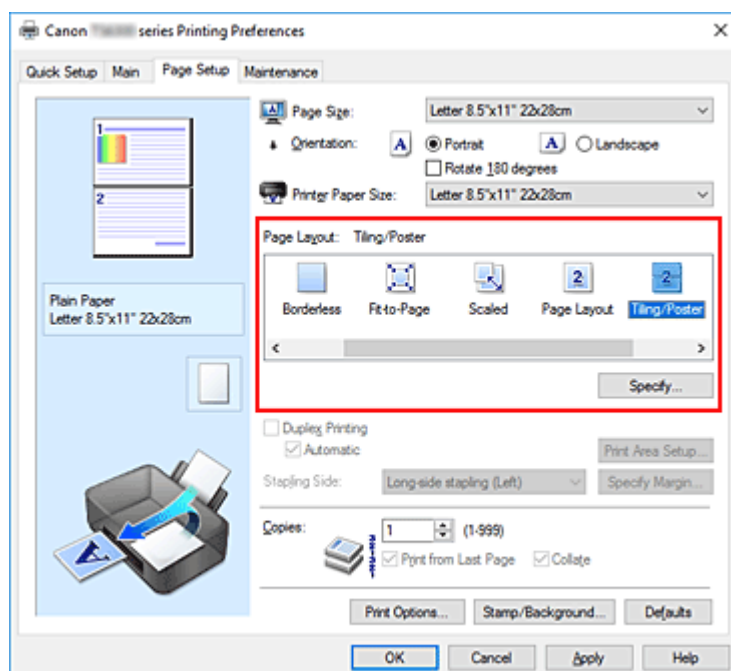 Canon series Printing Preferences
Quick Setup Main Page Setup Maintenance
1
2
Plain Paper
Letter 8.5"x11" 22x28cm
A
Page Size: Letter 8.5"x11" 22x28cm
Orientation: A Portrait A Landscape
Rotate 180 degrees
Printer Paper Size: Letter 8.5"x11" 22x28cm
Page Layout: Tiling/Poster
2 2
Borderless Fit-to-Page Scaled Page Layout Tiling/Poster
Specify...
Duplex Printing
Automatic Print Area Setup...
Stapling Side: Long-side stapling (Left) Specify Margin...
Copies: 1 (1-999)
Print from Last Page Collate
Print Options... Stamp/Background... Defaults
OK Cancel Apply Help